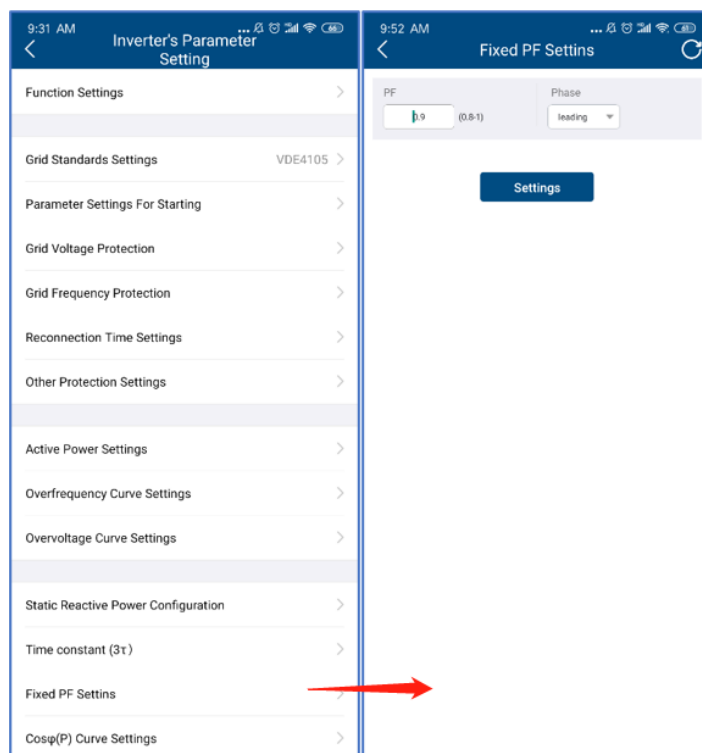 9:31 AM
...
66
Inverter's Parameter
Setting
Function Settings
Grid Standards Settings VDE4105
Parameter Settings For Starting
Grid Voltage Protection
Grid Frequency Protection
Reconnection Time Settings
Other Protection Settings
Active Power Settings
Overfrequency Curve Settings
Overvoltage Curve Settings
Static Reactive Power Configuration
Time constant (3τ)
Fixed PF Settins
Cosφ(P) Curve Settings
9:52 AM
...
Fixed PF Settins
PF Phase
0.9 (0.8-1) leading
Settings